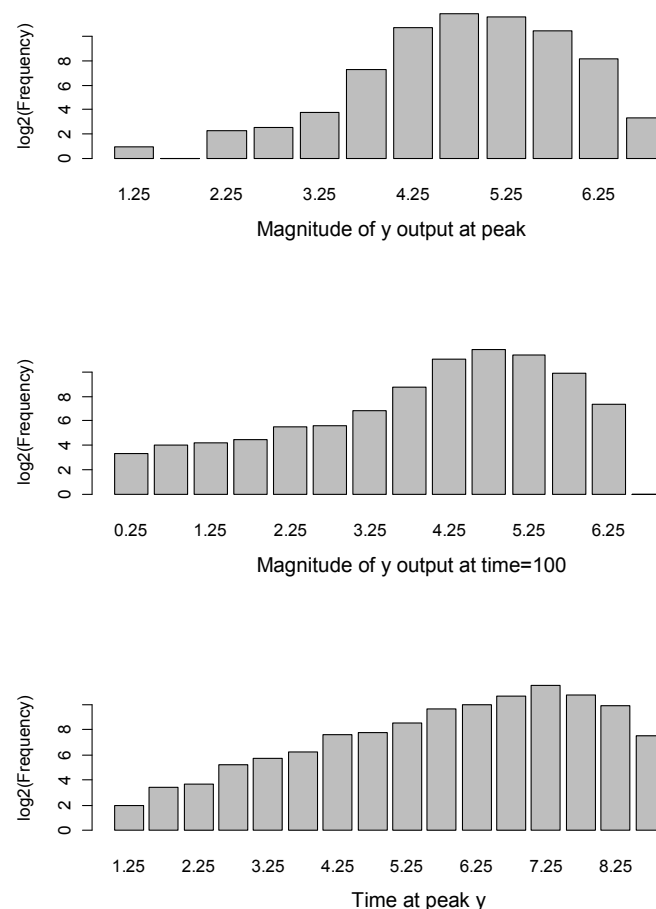 log2(Frequency)
8
6
4
2
0
1.25 2.25 3.25 4.25 5.25 6.25
Magnitude of y output at peak
log2(Frequency)
8
6
4
2
0
0.25 1.25 2.25 3.25 4.25 5.25 6.25
Magnitude of y output at time=100
log2(Frequency)
8
6
4
2
0
1.25 2.25 3.25 4.25 5.25 6.25 7.25 8.25
Time at peak y